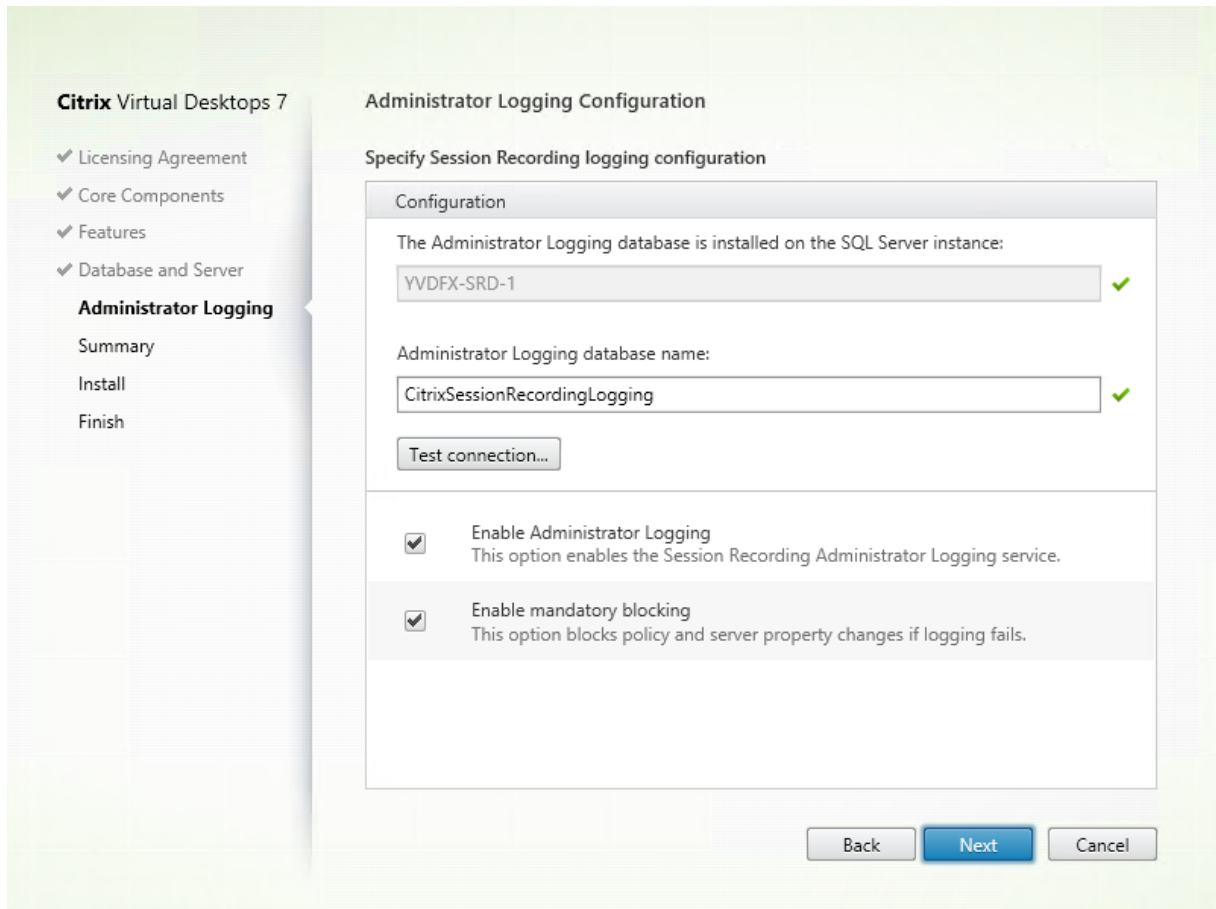 Citrix Virtual Desktops 7
Licensing Agreement
Core Components
Features
Database and Server
Administrator Logging
Summary
Install
Finish
Administrator Logging Configuration
Specify Session Recording logging configuration
Configuration
The Administrator Logging database is installed on the SQL Server instance:
YVDFX-SRD-1
Administrator Logging database name:
CitrixSessionRecordingLogging
Test connection...
Enable Administrator Logging
This option enables the Session Recording Administrator Logging service.
Enable mandatory blocking
This option blocks policy and server property changes if logging fails.
Back
Next
Cancel